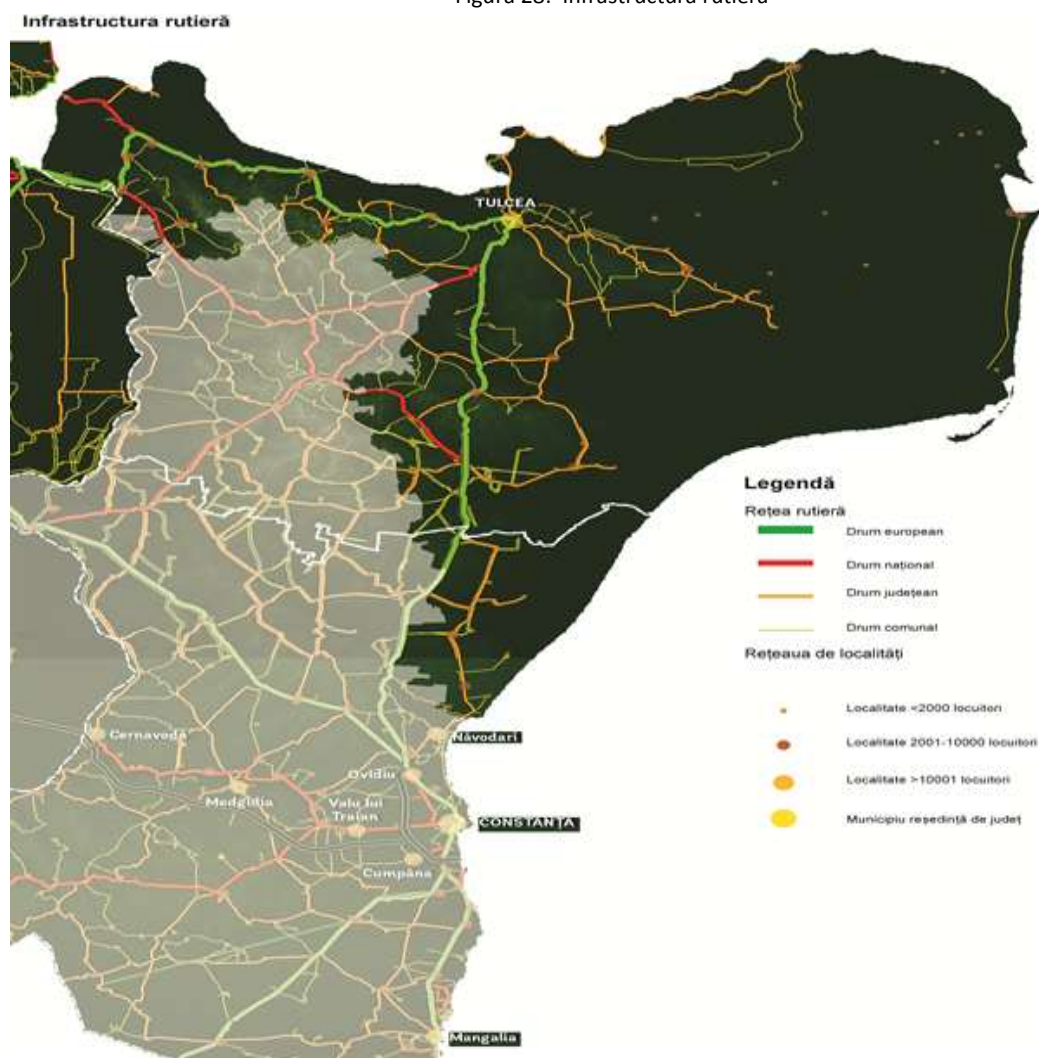 Figura 28: Infrastructura rutieră
Infrastructura rutieră
TULCEA
Legendă
Rețea rutieră
Drum european
Drum național
Drum județean
Drum comunal
Rețeaua de localități
Localitate <2000 locuitori
Localitate 2001-10000 locuitori
Localitate >10001 locuitori
Municipiu reședință de județ
Cernavodă
Năvodari
Ovidiu
Medgidia
Valu lui
Traian
CONSTANȚA
Cumpăna
Mangalia